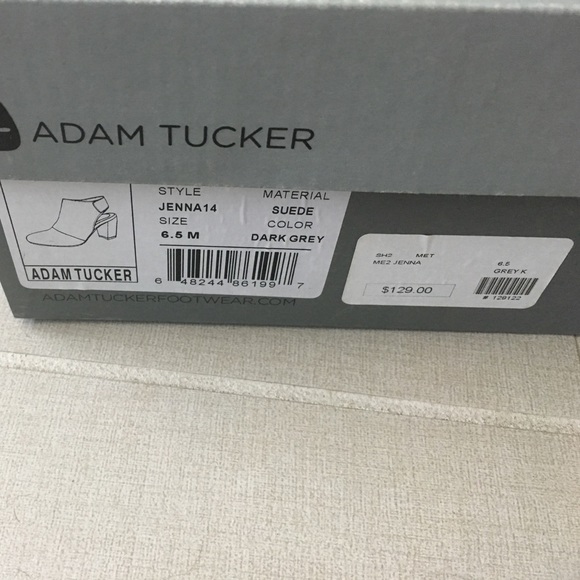 ADAM TUCKER
STYLE MATERIAL
JENNA14 SUEDE
SIZE COLOR
6.5 M DARK GREY
ADAM TUCKER
6 48244 86199 7
ADAMTUCKERFOOTWEAR.COM
SH2 MET
ME2 JENNA 6.5
GREY K
$129.00
# 129122